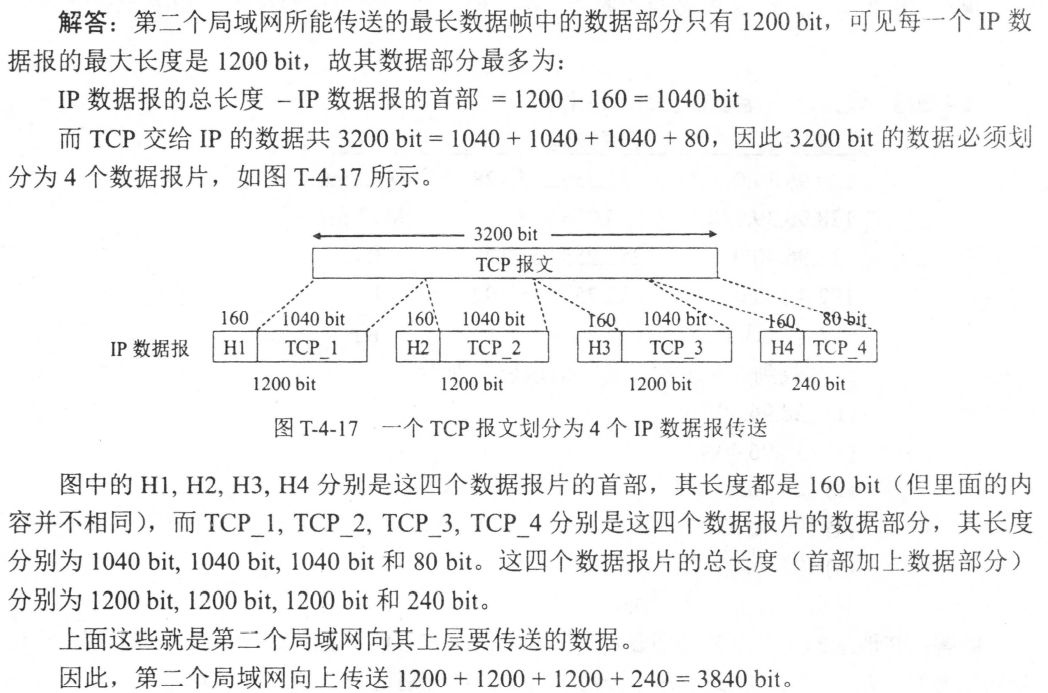 解答：第二个局域网所能传送的最长数据帧中的数据部分只有 1200 bit，可见每一个 IP 数
据报的最大长度是 1200 bit，故其数据部分最多为：
IP 数据报的总长度 － IP 数据报的首部 = 1200 – 160 = 1040 bit
而 TCP 交给 IP 的数据共 3200 bit = 1040 + 1040 + 1040 + 80，因此 3200 bit 的数据必须划
分为 4 个数据报片，如图 T-4-17 所示。
3200 bit
TCP 报文
160 1040 bit 160 1040 bit 160 1040 bit 160 80 bit
IP 数据报 H1 TCP_1 H2 TCP_2 H3 TCP_3 H4 TCP_4
1200 bit 1200 bit 1200 bit 240 bit
图 T-4-17 一个 TCP 报文划分为 4 个 IP 数据报传送
图中的 H1, H2, H3, H4 分别是这四个数据报片的首部，其长度都是 160 bit（但里面的内
容并不相同），而 TCP_1, TCP_2, TCP_3, TCP_4 分别是这四个数据报片的数据部分，其长度
分别为 1040 bit, 1040 bit, 1040 bit 和 80 bit。这四个数据报片的总长度（首部加上数据部分）
分别为 1200 bit, 1200 bit, 1200 bit 和 240 bit。
上面这些就是第二个局域网向其上层要传送的数据。
因此，第二个局域网向上传送 1200 + 1200 + 1200 + 240 = 3840 bit。